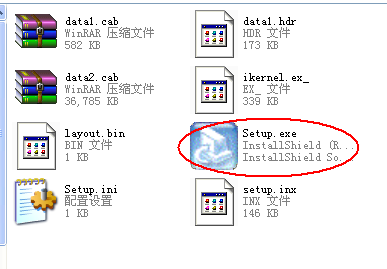 data1.cab
WinRAR 压缩文件
582 KB
data1.hdr
HDR 文件
173 KB
data2.cab
WinRAR 压缩文件
36,785 KB
ikernel.ex_
EX_ 文件
339 KB
layout.bin
BIN 文件
1 KB
Setup.exe
InstallShield (R...
InstallShield So...
Setup.ini
配置设置
1 KB
setup.inx
INX 文件
146 KB